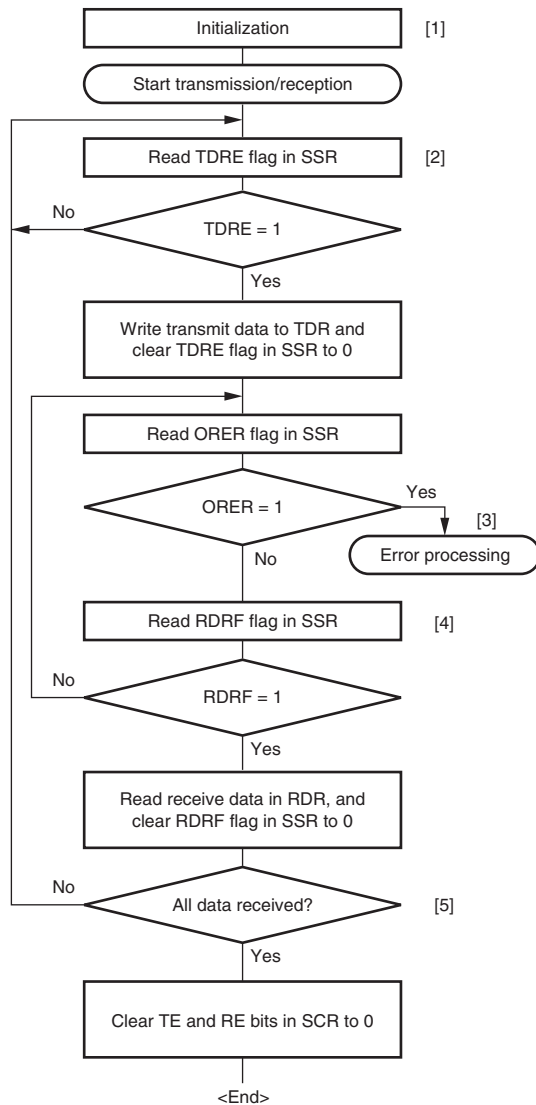 Initialization
[1]
Start transmission/reception
Read TDRE flag in SSR
[2]
No
TDRE = 1
Yes
Write transmit data to TDR and
clear TDRE flag in SSR to 0
Read ORER flag in SSR
ORER = 1
Yes
[3]
Error processing
No
Read RDRF flag in SSR
[4]
No
RDRF = 1
Yes
Read receive data in RDR, and
clear RDRF flag in SSR to 0
No
All data received?
[5]
Yes
Clear TE and RE bits in SCR to 0
<End>